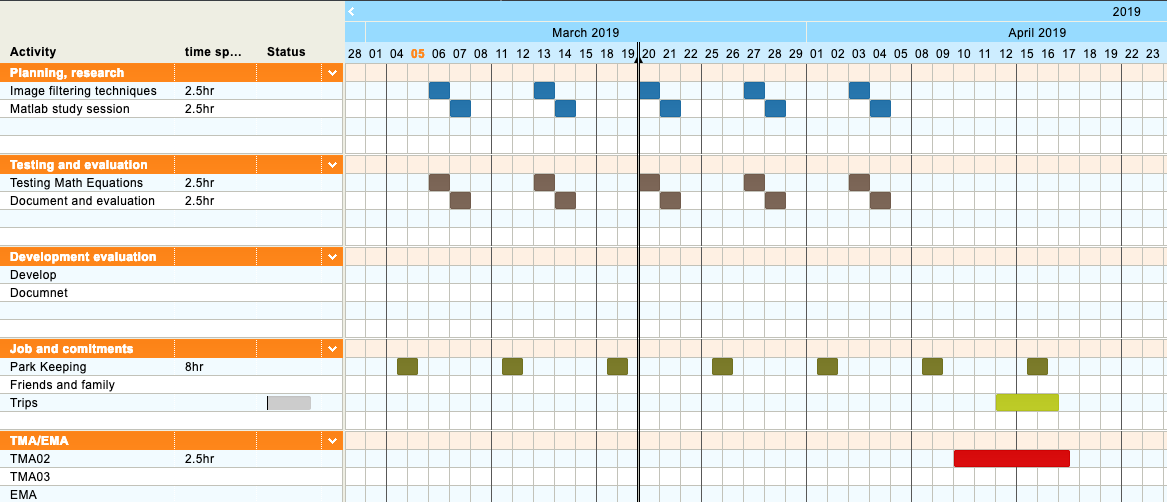 2019
March 2019 April 2019
Activity time sp... Status 28 01 04 05 06 07 08 11 12 13 14 15 18 19 20 21 22 25 26 27 28 29 01 02 03 04 05 08 09 10 11 12 15 16 17 18 19 22 23
Planning, research
Image filtering techniques 2.5hr
Matlab study session 2.5hr
Testing and evaluation
Testing Math Equations 2.5hr
Document and evaluation 2.5hr
Development evaluation
Develop
Documnet
Job and comitments
Park Keeping 8hr
Friends and family
Trips
TMA/EMA
TMA02 2.5hr
TMA03
EMA